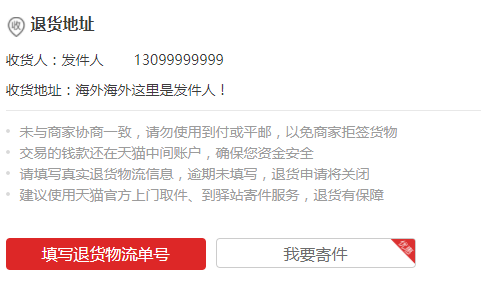 收 退货地址
收货人：发件人 13099999999
收货地址：海外海外这里是发件人！
未与商家协商一致，请勿使用到付或平邮，以免商家拒签货物
交易的钱款还在天猫中间账户，确保您资金安全
请填写真实退货物流信息，逾期未填写，退货申请将关闭
建议使用天猫官方上门取件、到驿站寄件服务，退货有保障
填写退货物流单号 我要寄件 优惠